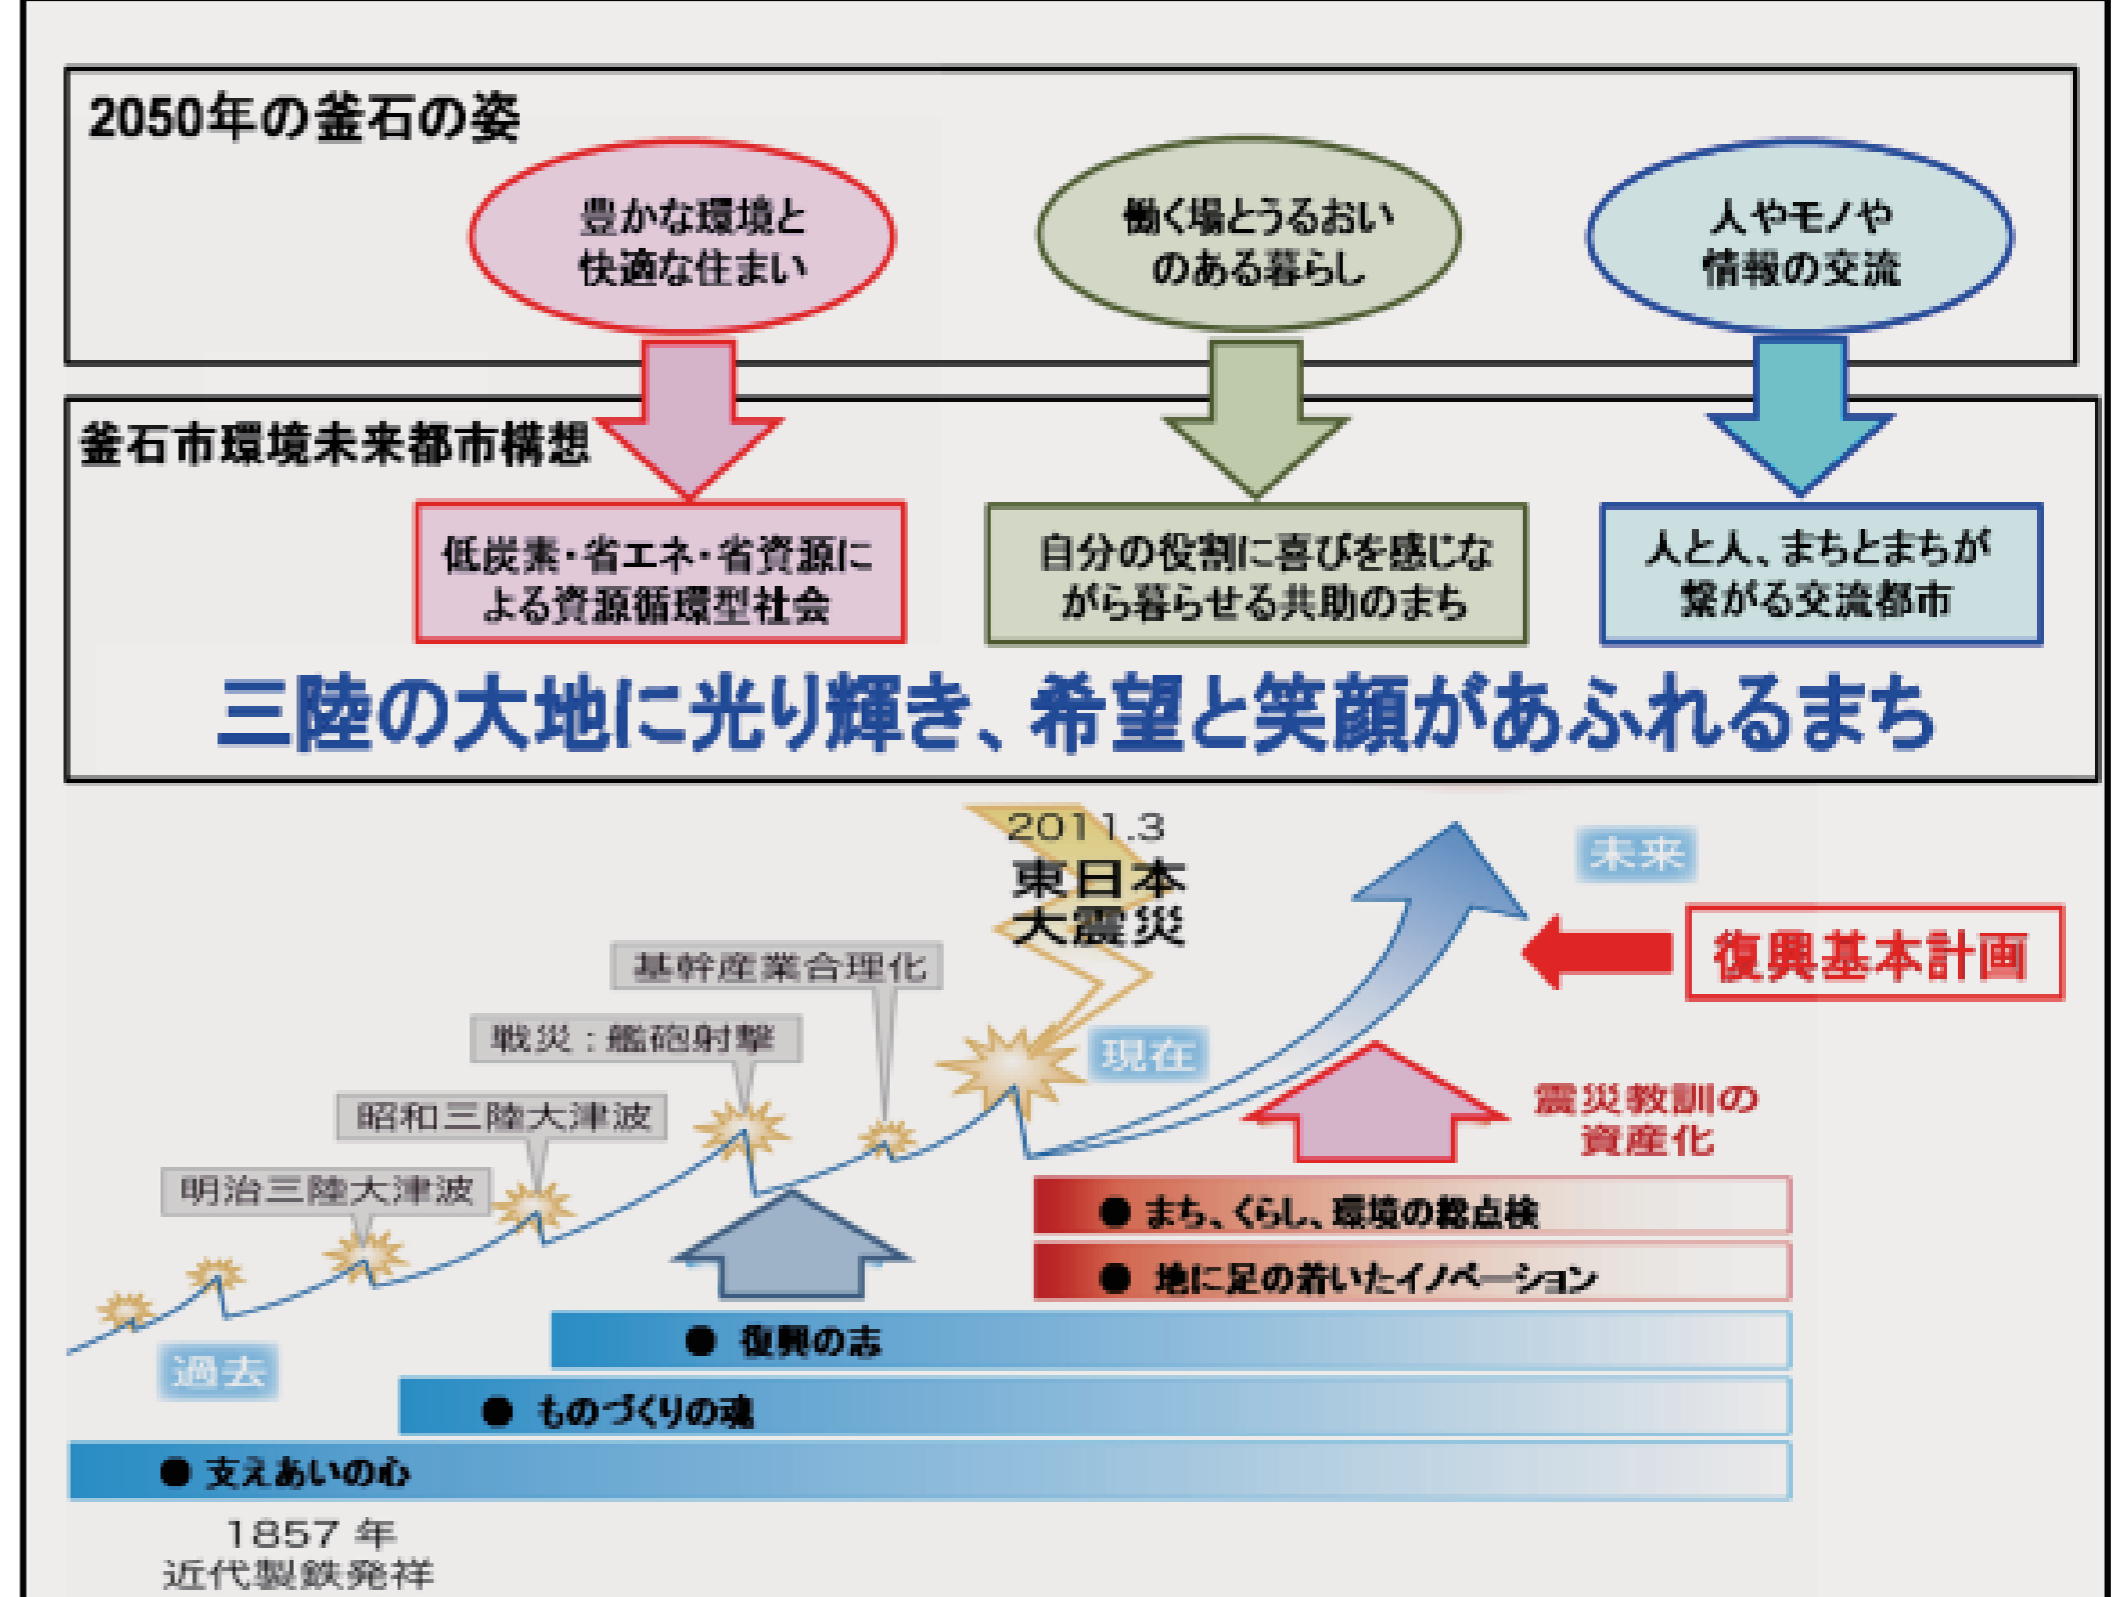 2050年の釜石の姿
豊かな環境と
快適な住まい
働く場とうるおい
のある暮らし
人やモノや
情報の交流
釜石市環境未来都市構想
低炭素・省エネ・省資源に
よる資源循環型社会
自分の役割に喜びを感じな
がら暮らせる共助のまち
人と人、まちとまちが
繋がる交流都市
三陸の大地に光り輝き、希望と笑顔があふれるまち
2011.3
東日本
大震災
未来
復興基本計画
基幹産業合理化
戦災:艦砲射撃
現在
昭和三陸大津波
震災教訓の
資産化
明治三陸大津波
● まち、くらし、環境の総点検
● 地に足の着いたイノベーション
● 復興の志
過去
● ものづくりの魂
● 支えあいの心
1857 年
近代製鉄発祥